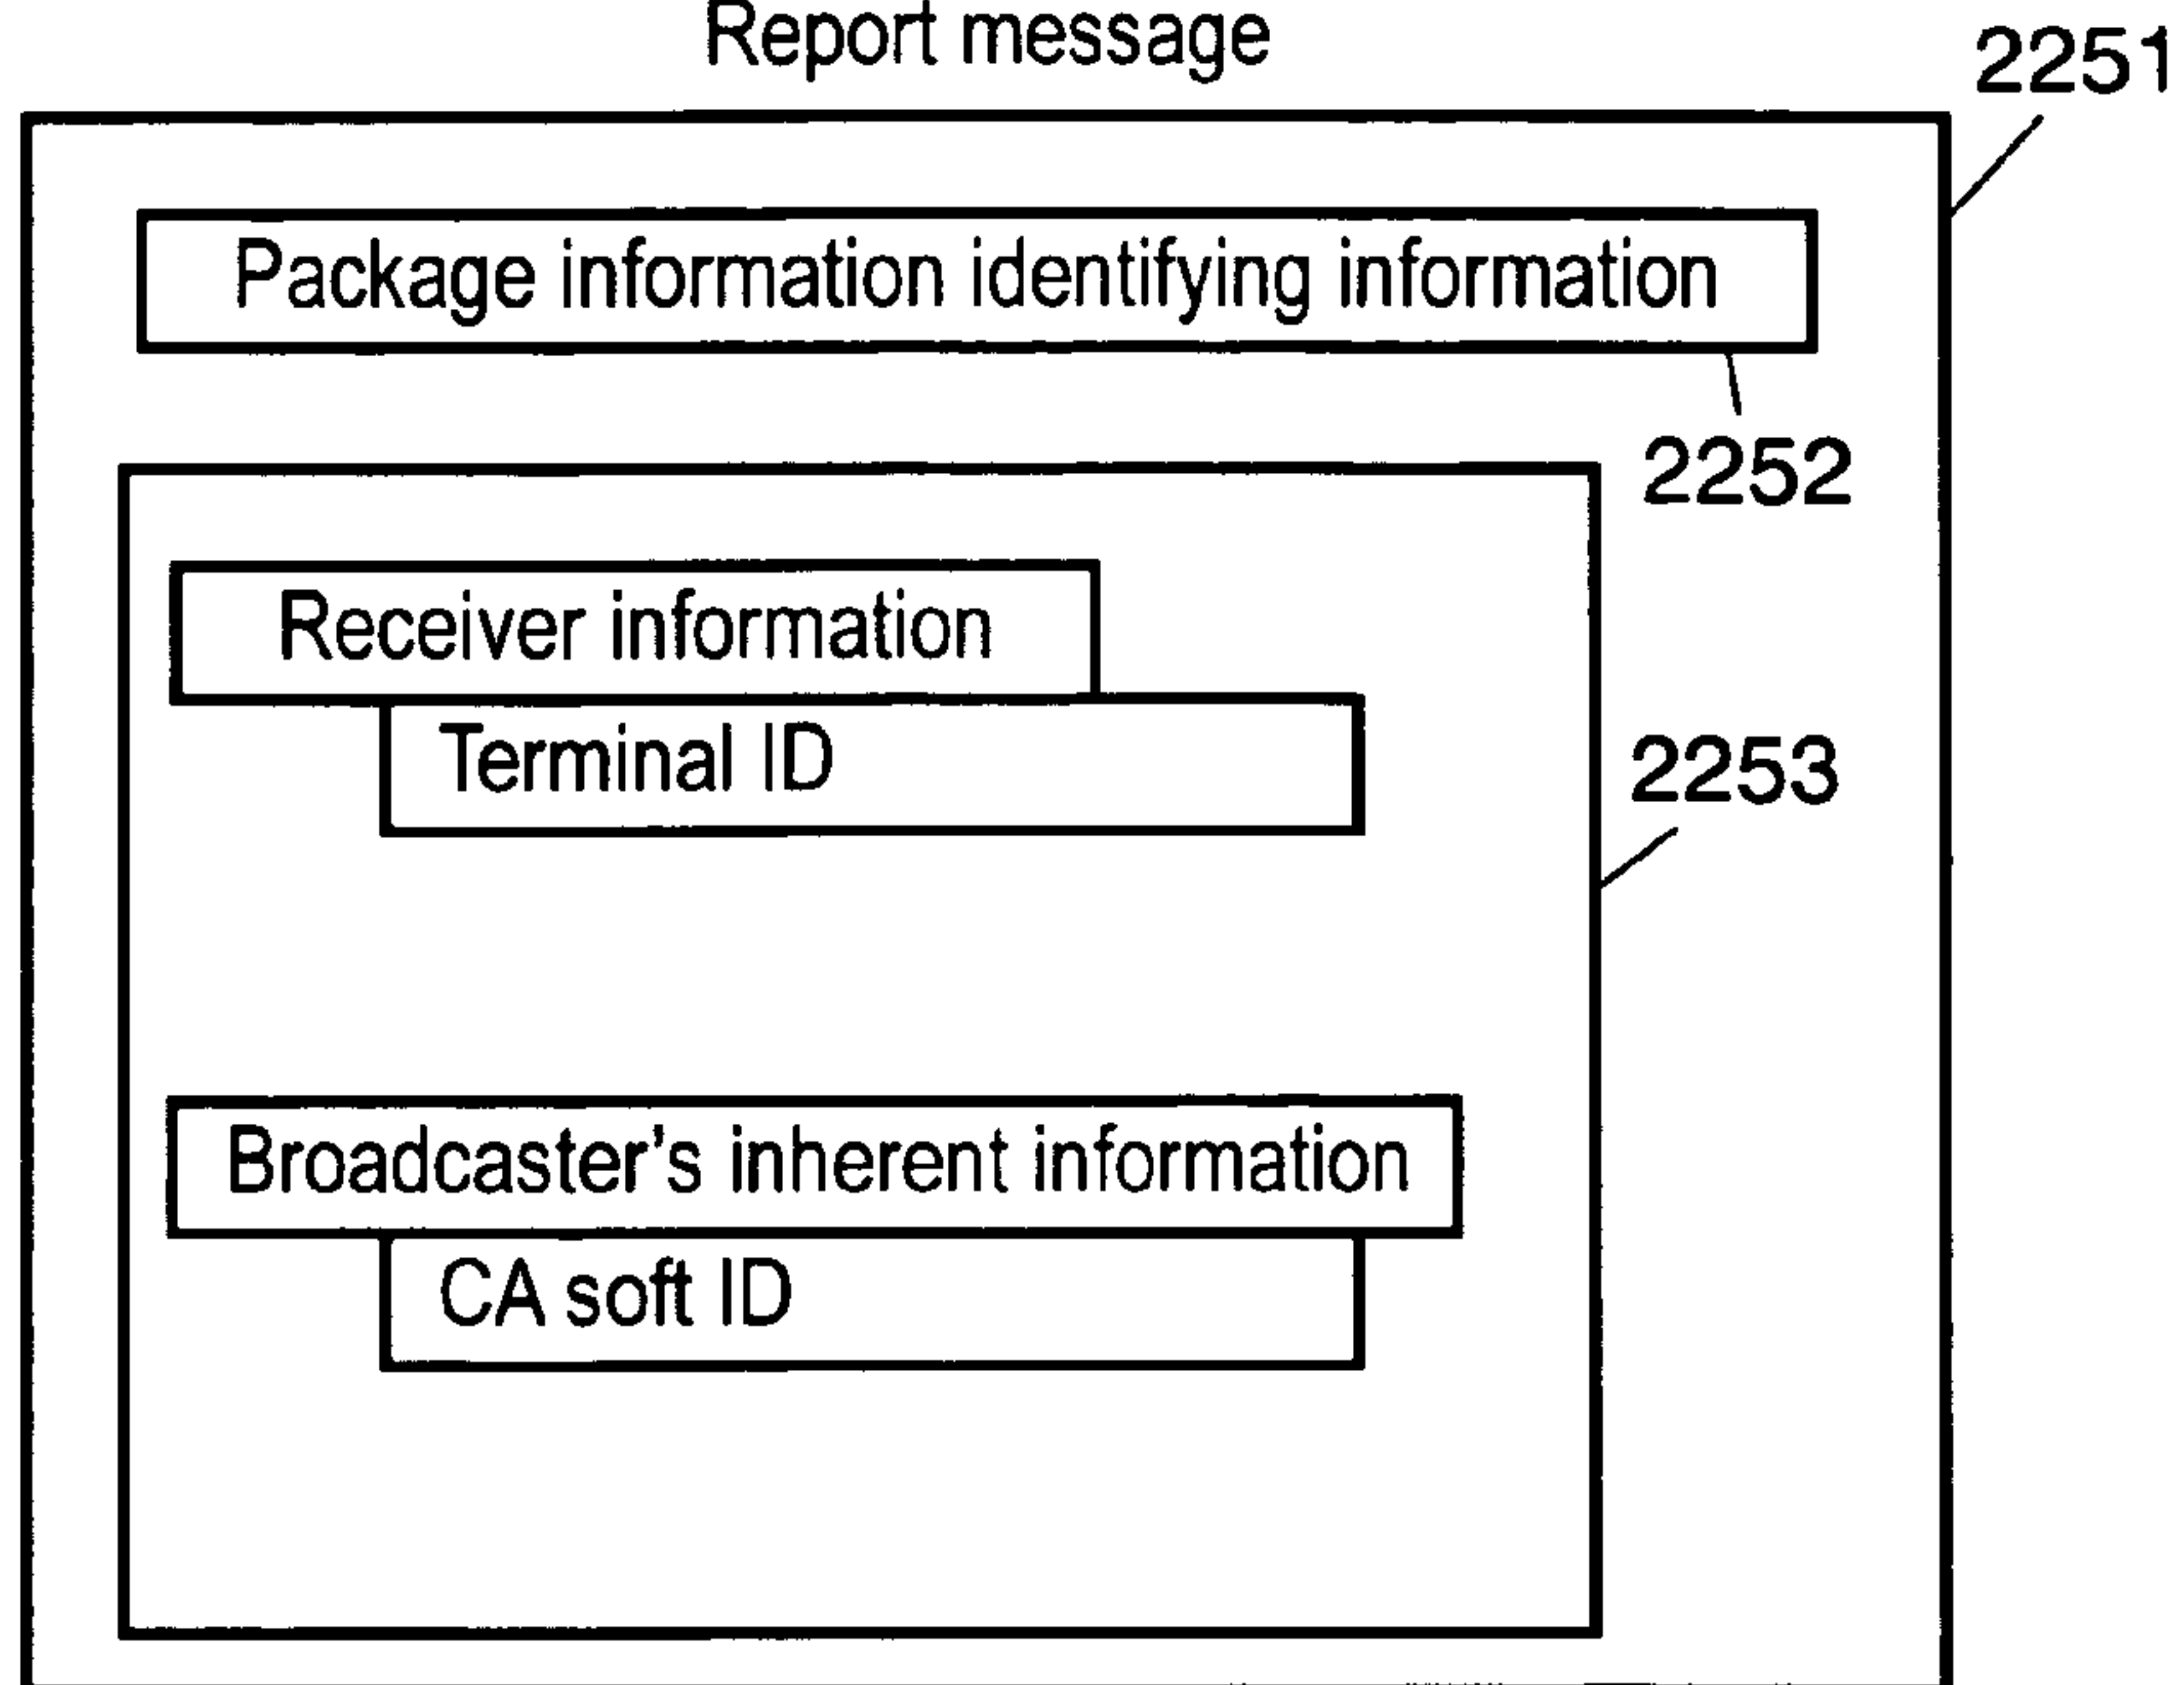 Report message
2251
Package information identifying information
2252
Receiver information
Terminal ID
2253
Broadcaster's inherent information
CA soft ID